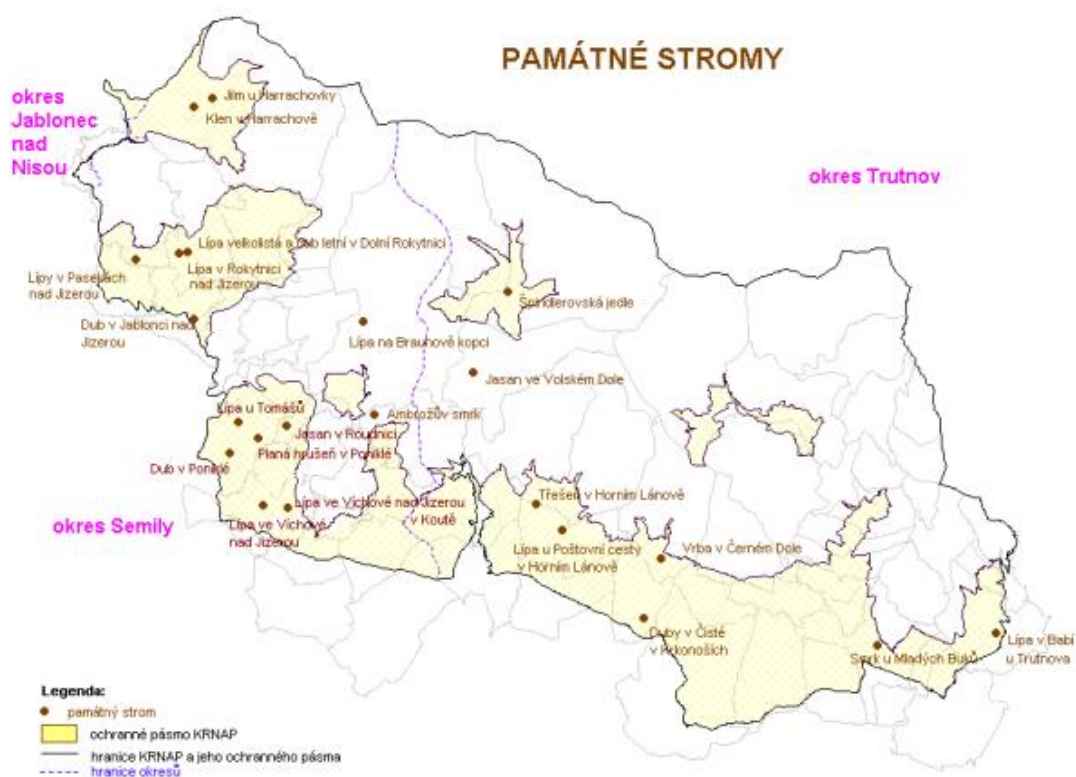 PAMÁTNÉ STROMY
okres
Jablonec
nad
Nisou
Jilm u Harrachovky
Klen u Harrachově
okres Trutnov
Lípa velkolistá a dub letní v Dolní Rokytnici
Lípy v Pasekách
nad Jizerou
Lípa v Rokytnici
nad Jizerou
Dub v Jablonci nad
Jizerou
Špindlerovská jedle
Lípa na Braunově kopci
Jasan ve Volském Dole
Lípa u Tomášů
Ambrožův smrk
Jasan v Roudnici
Planá hrušeň v Poniklé
Dub v Poniklé
okres Semily
Lípa ve Víchové nad Jizerou
v Koutě
Lípa ve Víchové
nad Jizerou
Třešeň v Horním Lánově
Lípa u Poštovní cesty
v Horním Lánově
Vrba v Černém Dole
Duby v Čisté
v Krkonoších
Smrk u Mladých Buků
Lípa v Babí
u Trutnova
Legenda:
památný strom
ochranné pásmo KRNAP
hranice KRNAP a jeho ochranného pásma
hranice okresů